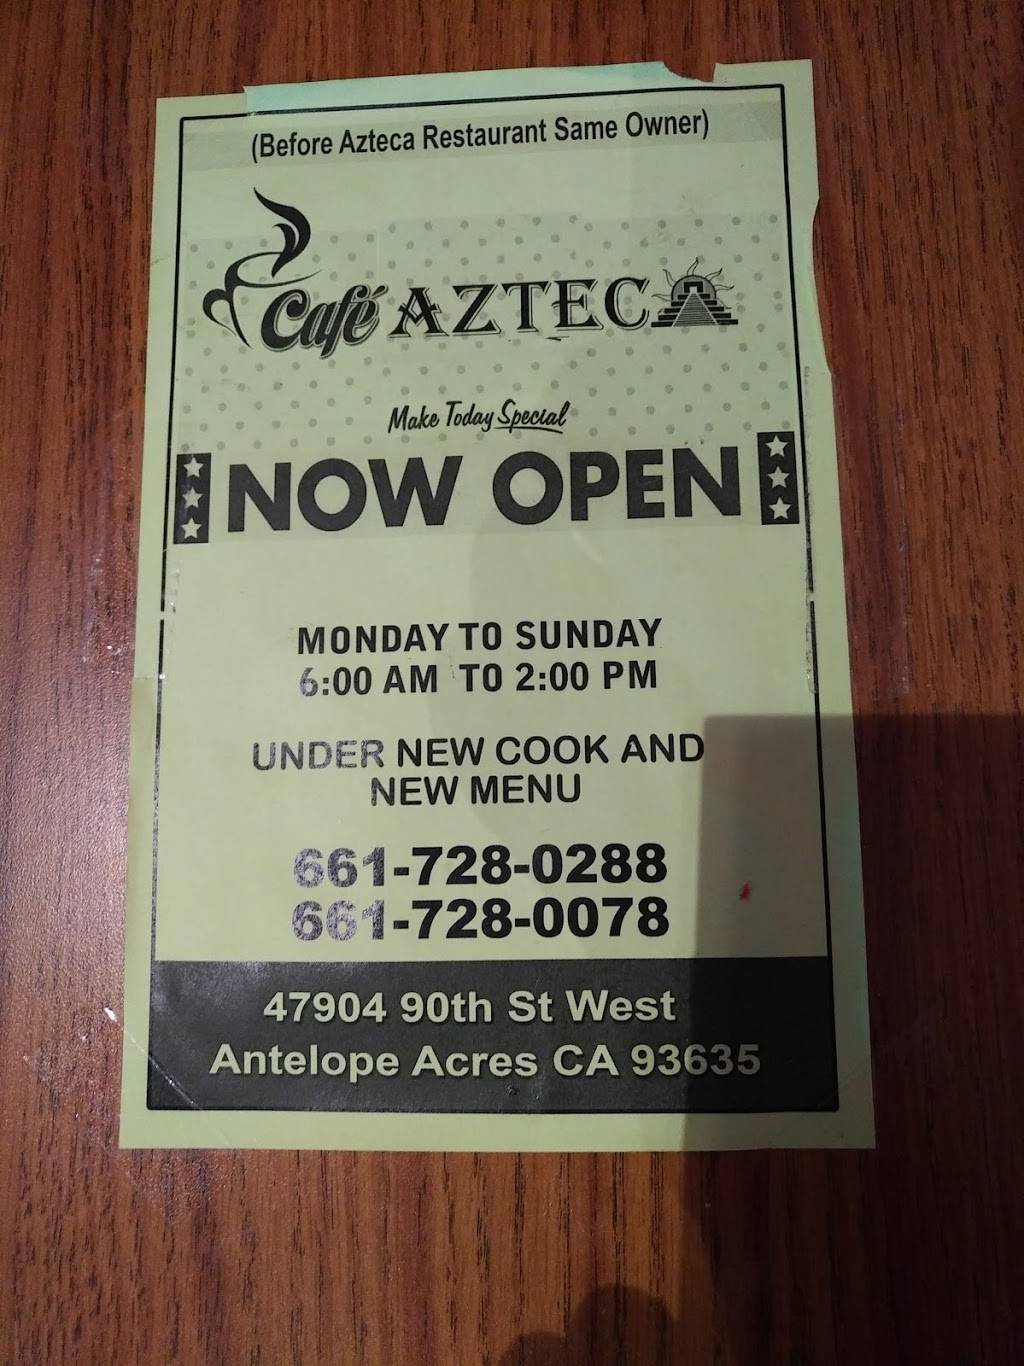 (Before Azteca Restaurant Same Owner)
Café AZTECA
Make Today Special
NOW OPEN
MONDAY TO SUNDAY
6:00 AM TO 2:00 PM
UNDER NEW COOK AND
NEW MENU
661-728-0288
661-728-0078
47904 90th St West
Antelope Acres CA 93635